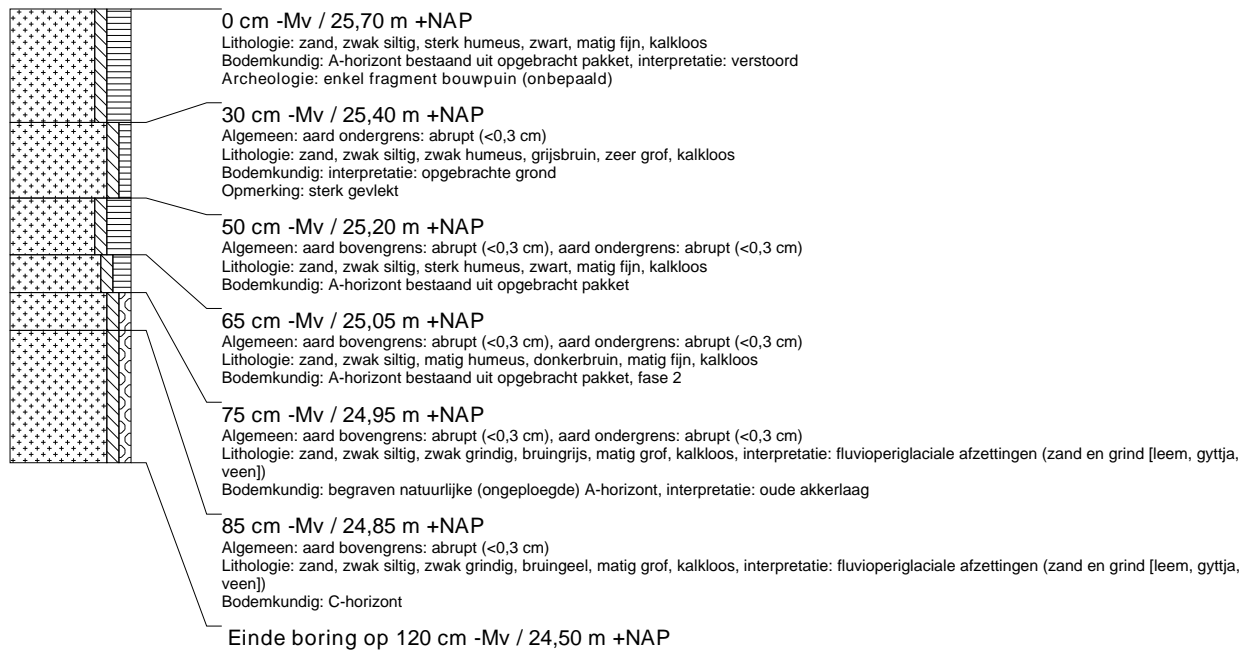 0 cm -Mv / 25,70 m +NAP
Lithologie: zand, zwak siltig, sterk humeus, zwart, matig fijn, kalkloos
Bodemkundig: A-horizont bestaand uit opgebracht pakket, interpretatie: verstoord
Archeologie: enkel fragment bouwpuin (onbepaald)
30 cm -Mv / 25,40 m +NAP
Algemeen: aard ondergrens: abrupt (<0,3 cm)
Lithologie: zand, zwak siltig, zwak humeus, grijsbruin, zeer grof, kalkloos
Bodemkundig: interpretatie: opgebrachte grond
Opmerking: sterk gevlekt
50 cm -Mv / 25,20 m +NAP
Algemeen: aard bovengrens: abrupt (<0,3 cm), aard ondergrens: abrupt (<0,3 cm)
Lithologie: zand, zwak siltig, sterk humeus, zwart, matig fijn, kalkloos
Bodemkundig: A-horizont bestaand uit opgebracht pakket
65 cm -Mv / 25,05 m +NAP
Algemeen: aard bovengrens: abrupt (<0,3 cm), aard ondergrens: abrupt (<0,3 cm)
Lithologie: zand, zwak siltig, matig humeus, donkerbruin, matig fijn, kalkloos
Bodemkundig: A-horizont bestaand uit opgebracht pakket, fase 2
75 cm -Mv / 24,95 m +NAP
Algemeen: aard bovengrens: abrupt (<0,3 cm), aard ondergrens: abrupt (<0,3 cm)
Lithologie: zand, zwak siltig, zwak grindig, bruingrijs, matig grof, kalkloos, interpretatie: fluvioperiglaciale afzettingen (zand en grind [leem, gyttja,
veen])
Bodemkundig: begraven natuurlijke (ongeploegde) A-horizont, interpretatie: oude akkerlaag
85 cm -Mv / 24,85 m +NAP
Algemeen: aard bovengrens: abrupt (<0,3 cm)
Lithologie: zand, zwak siltig, zwak grindig, bruingeel, matig grof, kalkloos, interpretatie: fluvioperiglaciale afzettingen (zand en grind [leem, gyttja,
veen])
Bodemkundig: C-horizont
Einde boring op 120 cm -Mv / 24,50 m +NAP